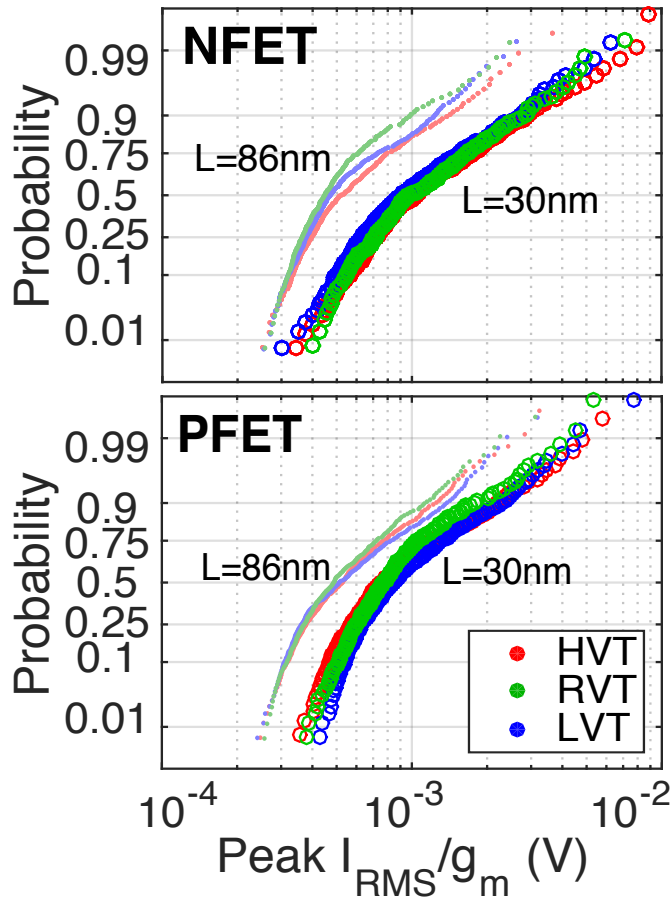 NFET
Probability
0.99
0.9
0.75
0.5
0.25
0.1
0.01
L=86nm
L=30nm
PFET
Probability
0.99
0.9
0.75
0.5
0.25
0.1
0.01
L=86nm
L=30nm
HVT
RVT
LVT
10^-4
10^-3
10^-2
Peak I_RMS/g_m (V)